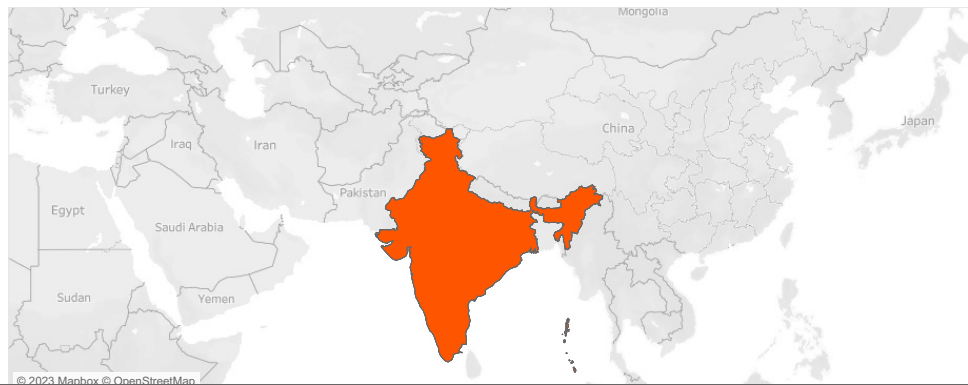 Mongolia
Turkey
Japan
China
Iraq
Iran
Pakistan
Egypt
Saudi Arabia
Sudan
Yemen
© 2023 Mapbox © OpenStreetMap